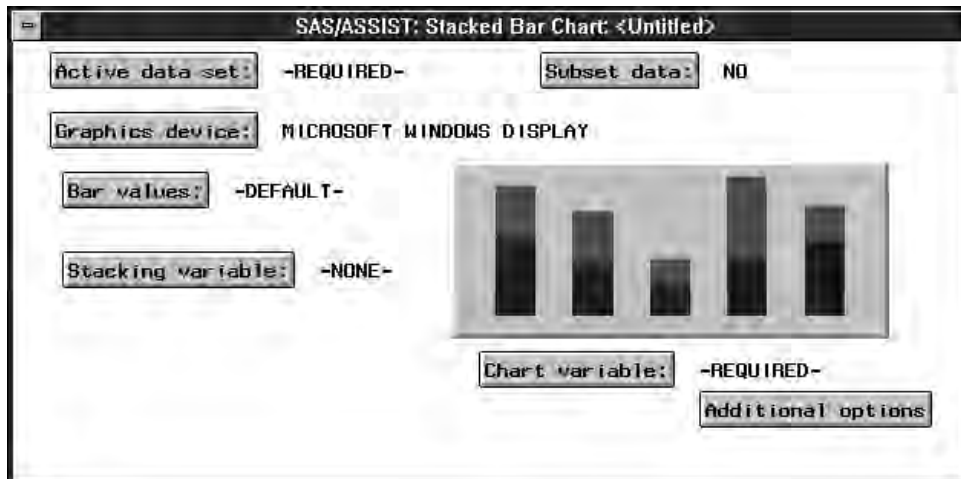 SAS/ASSIST: Stacked Bar Chart: <Untitled>
Active data set: -REQUIRED- Subset data: NO
Graphics device: MICROSOFT WINDOWS DISPLAY
Bar values: -DEFAULT-
Stacking variable: -NONE-
Chart variable: -REQUIRED-
Additional options